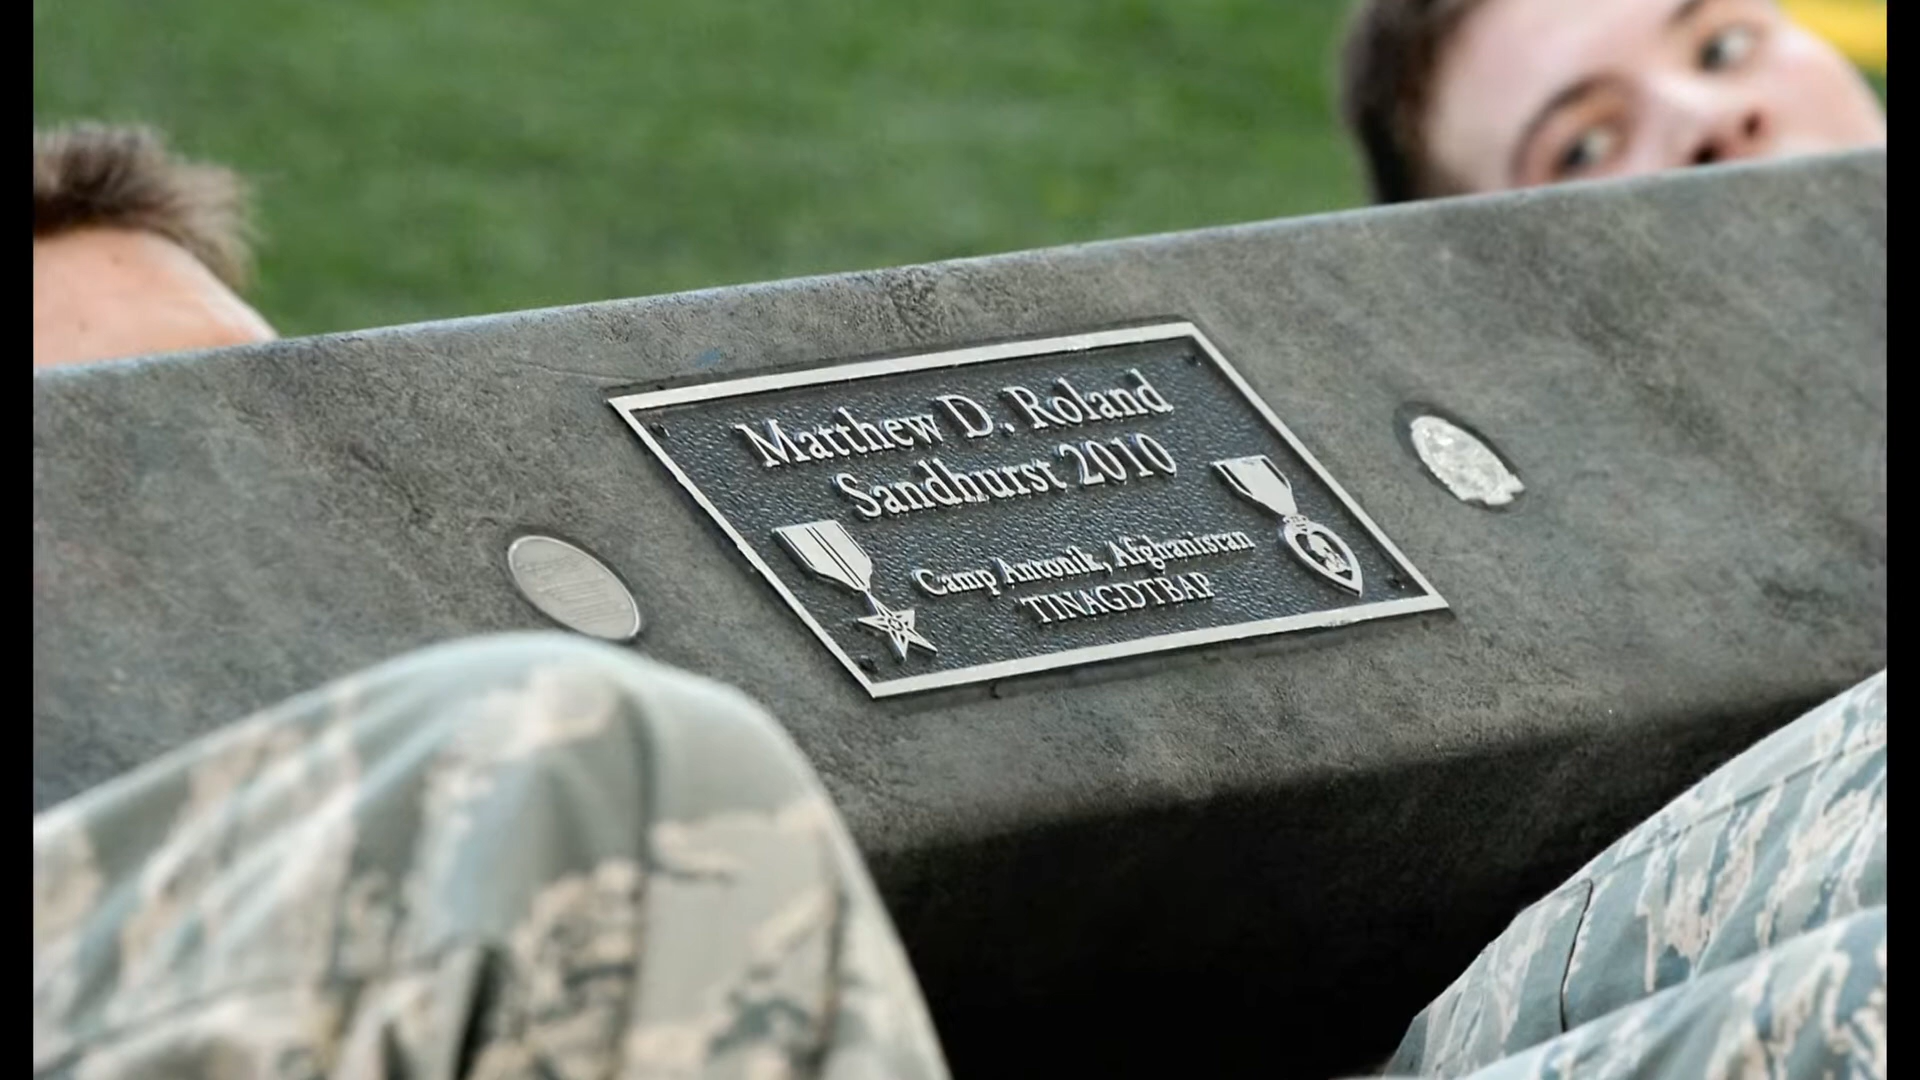 Matthew D. Roland
Sandhurst 2010
Camp Antonik, Afghanistan
TINAGDTBAP